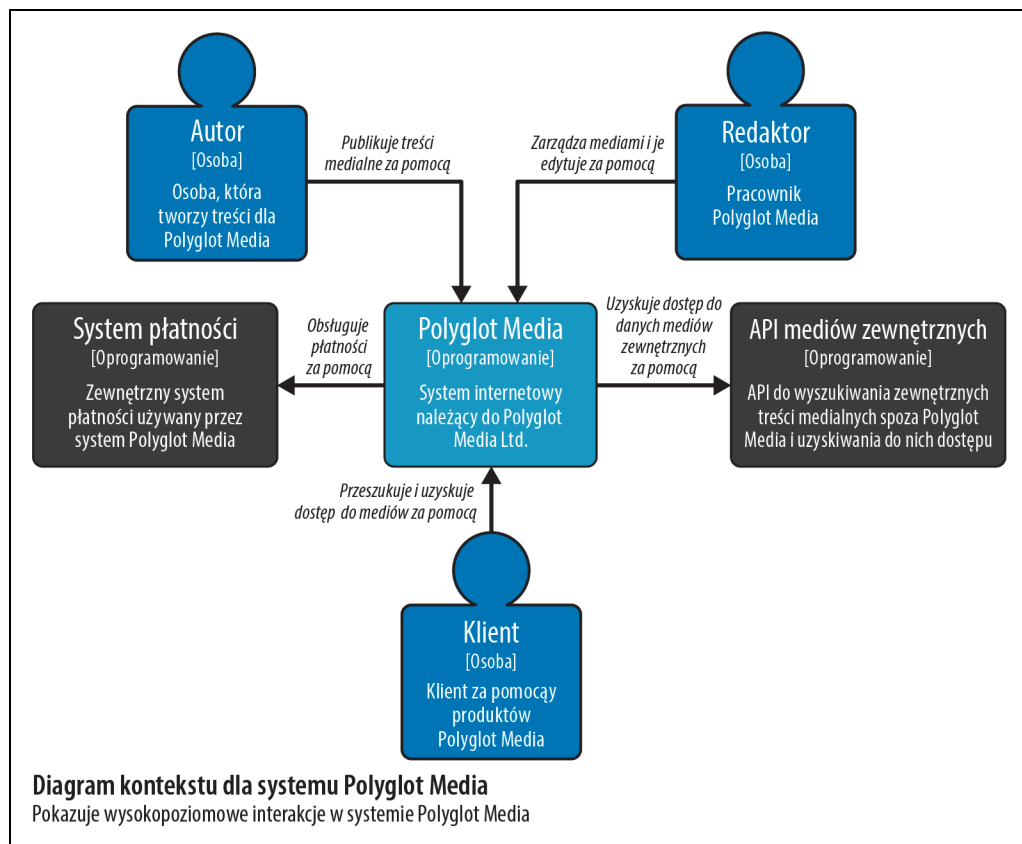 Autor
[Osoba]
Osoba, która
tworzy treści dla
Polyglot Media
Publikuje treści
medialne za pomocą
Zarządza mediami i je
edytuje za pomocą
Redaktor
[Osoba]
Pracownik
Polyglot Media
System płatności
[Oprogramowanie]
Zewnętrzny system
płatności używany przez
system Polyglot Media
Obsługuje
płatności
za pomocą
Polyglot Media
[Oprogramowanie]
System internetowy
należący do Polyglot
Media Ltd.
Uzyskuje dostęp do
danych mediów
zewnętrznych
za pomocą
API mediów zewnętrznych
[Oprogramowanie]
API do wyszukiwania zewnętrznych
treści medialnych spoza Polyglot
Media i uzyskiwania do nich dostępu
Przeszukuje i uzyskuje
dostęp do mediów za pomocą
Klient
[Osoba]
Klient za pomocąy
produktów
Polyglot Media
Diagram kontekstu dla systemu Polyglot Media
Pokazuje wysokopoziomowe interakcje w systemie Polyglot Media